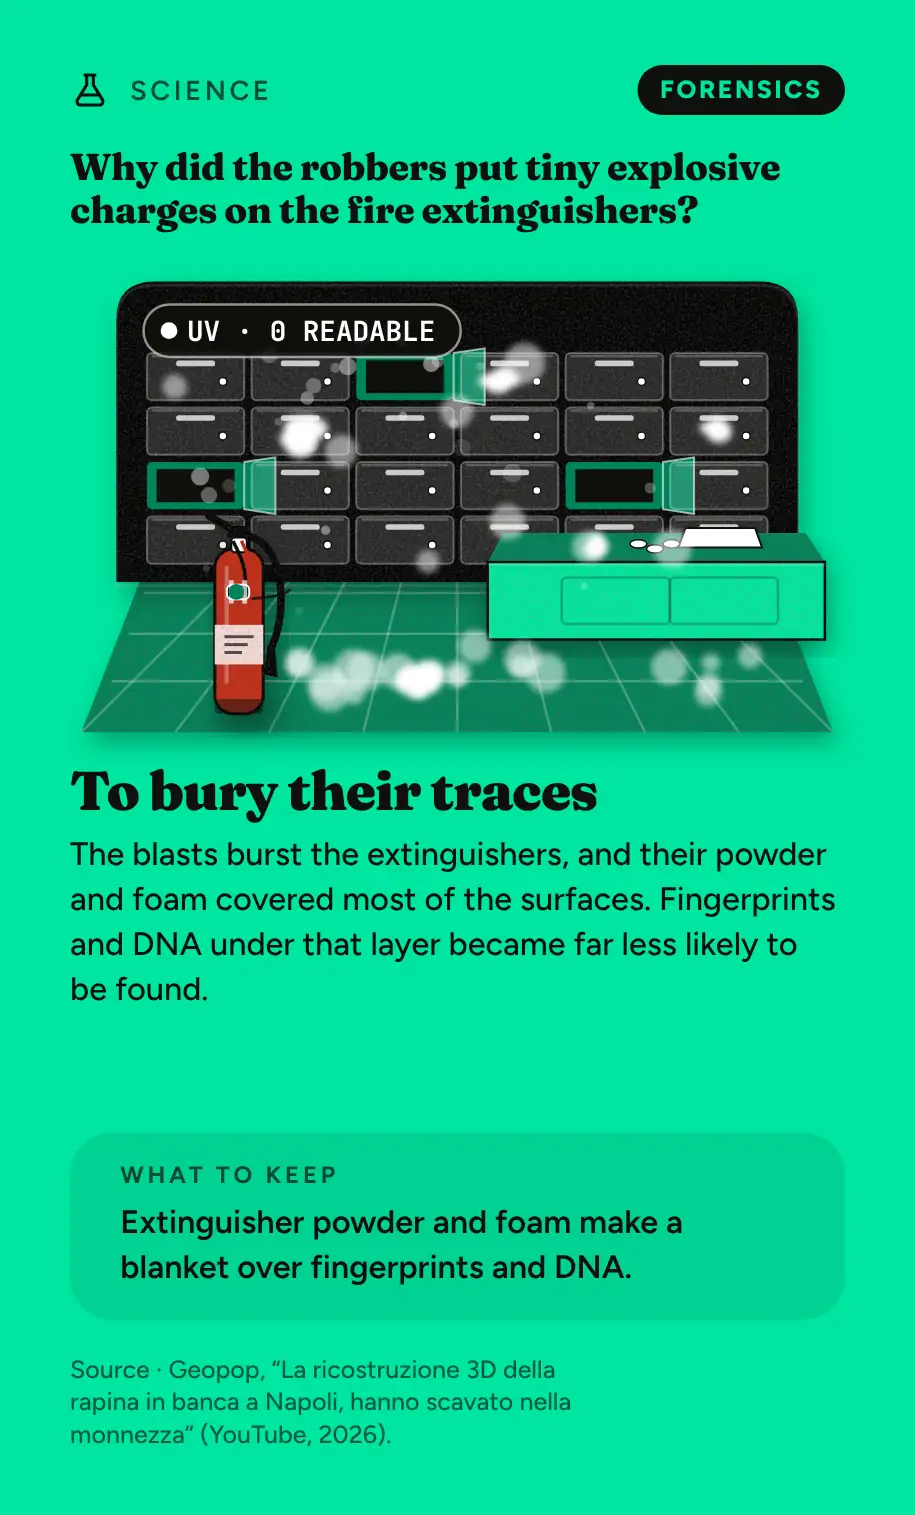 SCIENCE
FORENSICS
Why did the robbers put tiny explosive
charges on the fire extinguishers?
UV · 0 READABLE
To bury their traces
The blasts burst the extinguishers, and their powder
and foam covered most of the surfaces. Fingerprints
and DNA under that layer became far less likely to
be found.
WHAT TO KEEP
Extinguisher powder and foam make a
blanket over fingerprints and DNA.
Source · Geopop, “La ricostruzione 3D della
rapina in banca a Napoli, hanno scavato nella
monnezza” (YouTube, 2026).